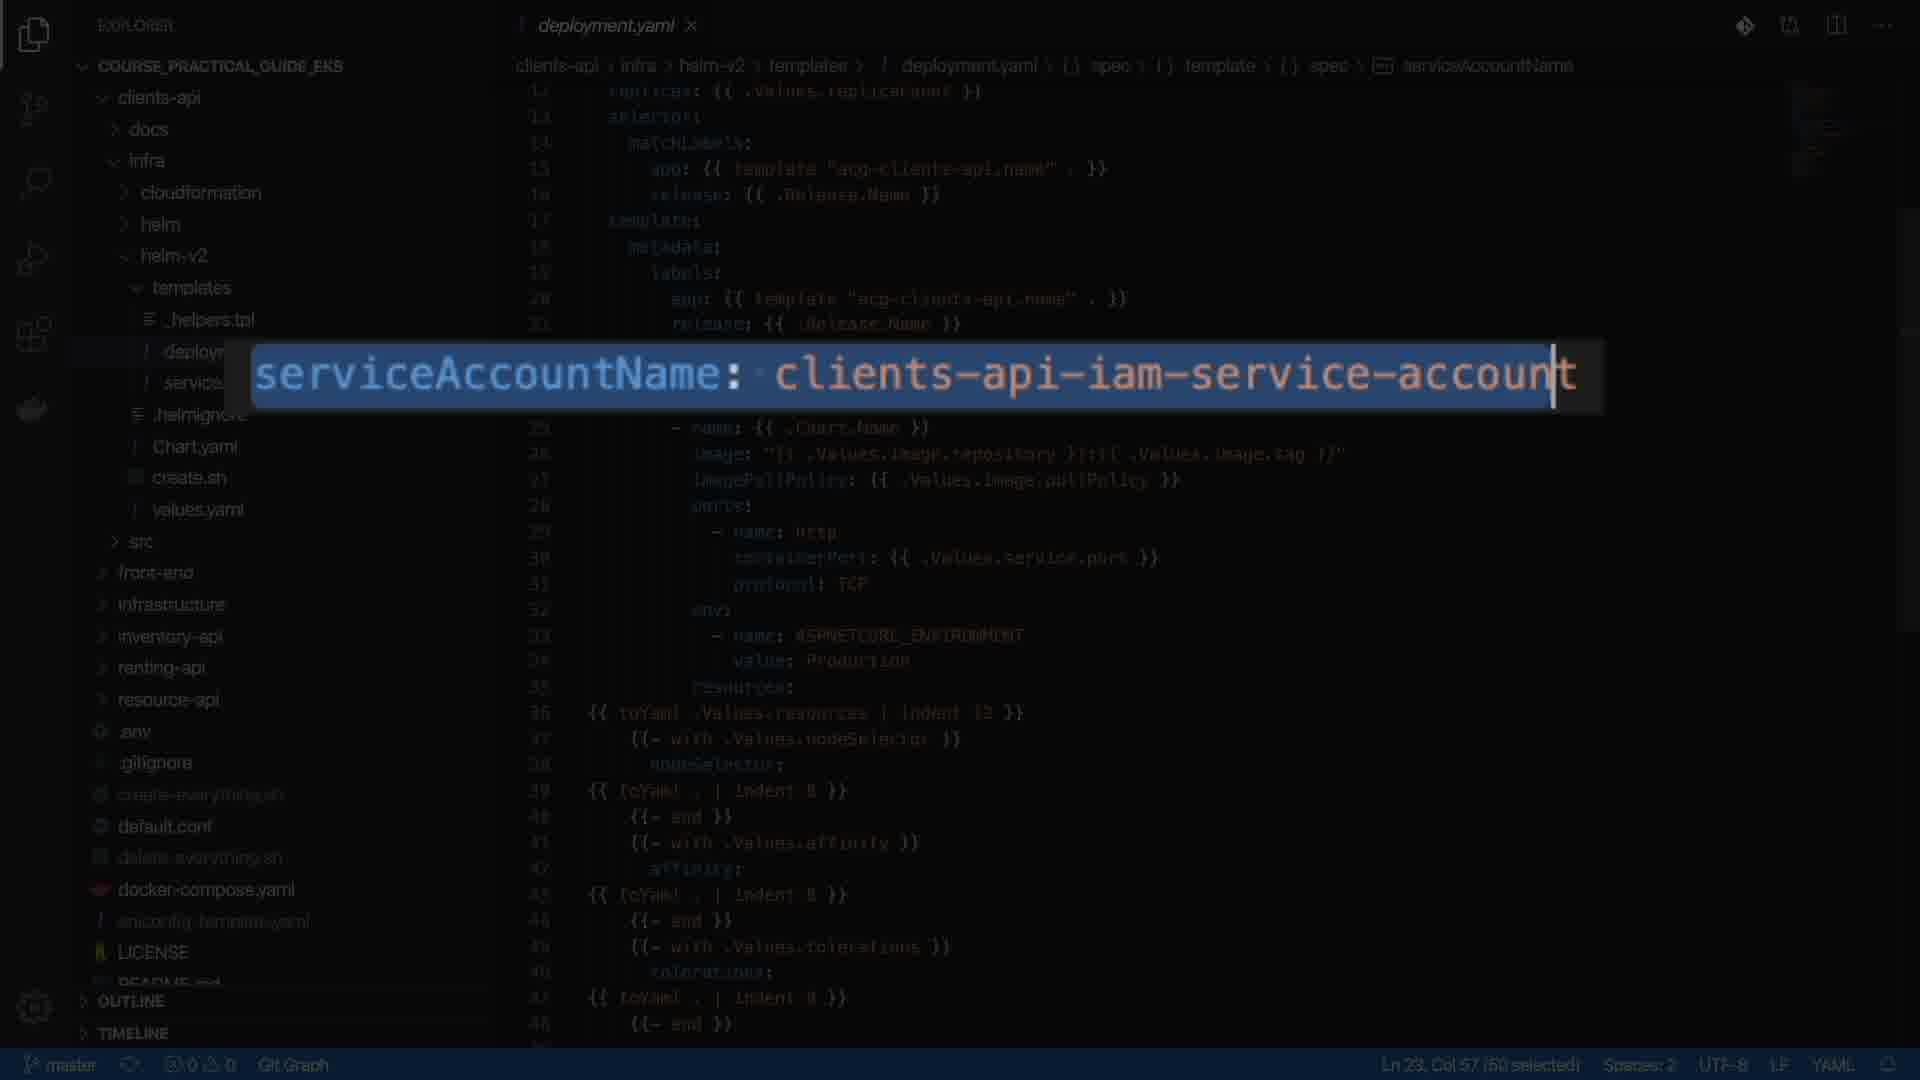 EXPLORER
deployment.yaml
COURSE_PRACTICAL_GUIDE_EKS
clients-api > infra > helm-v2 > templates > ! deployment.yaml > {} spec > {} template > {} spec > serviceAccountName
clients-api
docs
infra
cloudformation
helm
helm-v2
templates
_helpers.tpl
deploym
service.
.helmignore
Chart.yaml
create.sh
values.yaml
src
front-end
infrastructure
inventory-api
renting-api
resource-api
.env
.gitignore
create-everything.sh
default.conf
delete-everything.sh
docker-compose.yaml
LICENSE
README.md
OUTLINE
TIMELINE
12 replicas: {{ .Values.replicaCount }}
13 selector:
14 matchLabels:
15 app: {{ template "acg-clients-api.name" . }}
16 release: {{ .Release.Name }}
17 template:
18 metadata:
19 labels:
20 app: {{ template "acg-clients-api.name" . }}
21 release: {{ .Release.Name }}
serviceAccountName: clients-api-iam-service-account
25 - name: {{ .Chart.Name }}
26 image: "{{ .Values.image.repository }}:{{ .Values.image.tag }}"
27 imagePullPolicy: {{ .Values.image.pullPolicy }}
28 ports:
29 - name: http
30 containerPort: {{ .Values.service.port }}
31 protocol: TCP
32 env:
33 - name: ASPNETCORE_ENVIRONMENT
34 value: Production
35 resources:
36 {{ toYaml .Values.resources | indent 12 }}
37 {{- with .Values.nodeSelector }}
38 nodeSelector:
39 {{ toYaml . | indent 8 }}
40 {{- end }}
41 {{- with .Values.affinity }}
42 affinity:
43 {{ toYaml . | indent 8 }}
44 {{- end }}
45 {{- with .Values.tolerations }}
46 tolerations:
47 {{ toYaml . | indent 8 }}
48 {{- end }}
master 0 0 Git Graph
Ln 23, Col 57 (50 selected) Spaces: 2 UTF-8 LF YAML